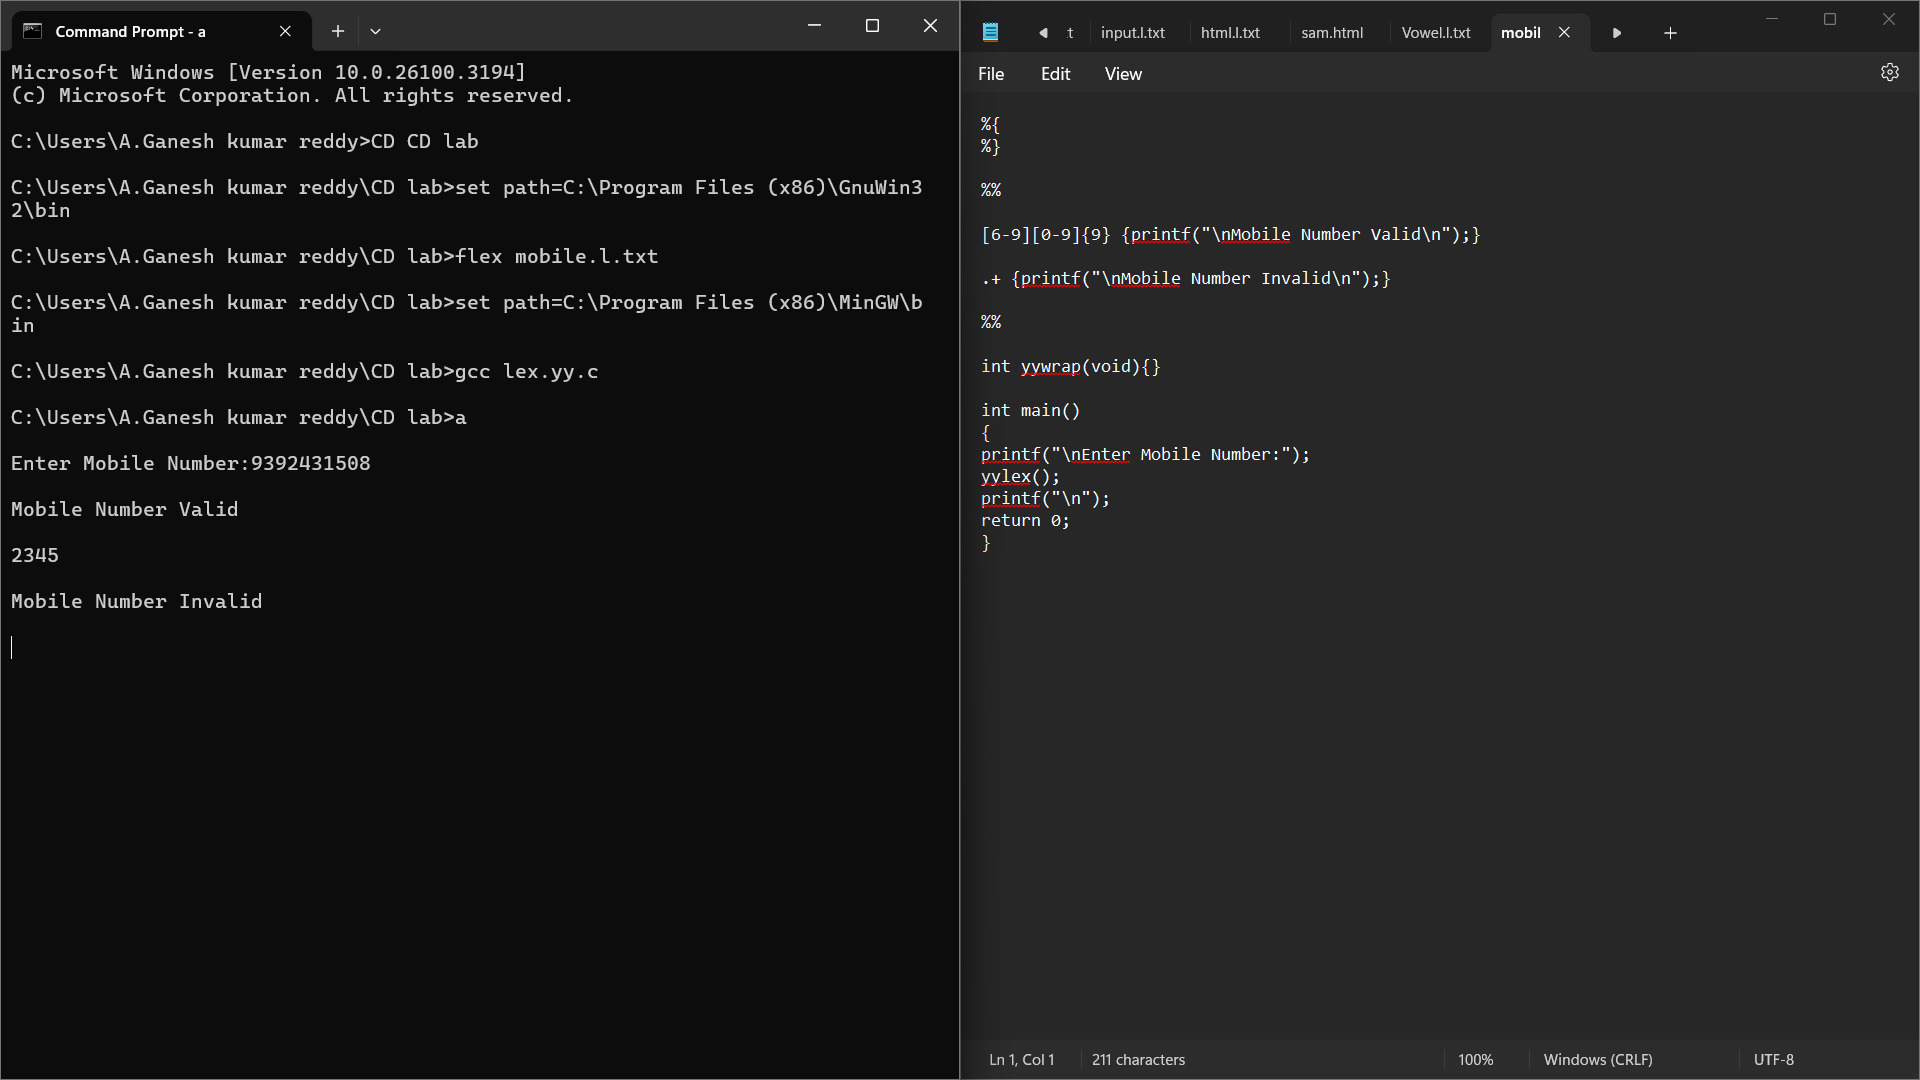 Command Prompt - a
Microsoft Windows [Version 10.0.26100.3194]
(c) Microsoft Corporation. All rights reserved.
C:\Users\A.Ganesh kumar reddy>CD CD lab
C:\Users\A.Ganesh kumar reddy\CD lab>set path=C:\Program Files (x86)\GnuWin3
2\bin
C:\Users\A.Ganesh kumar reddy\CD lab>flex mobile.l.txt
C:\Users\A.Ganesh kumar reddy\CD lab>set path=C:\Program Files (x86)\MinGW\b
in
C:\Users\A.Ganesh kumar reddy\CD lab>gcc lex.yy.c
C:\Users\A.Ganesh kumar reddy\CD lab>a
Enter Mobile Number:9392431508
Mobile Number Valid
2345
Mobile Number Invalid
t input.l.txt html.l.txt sam.html Vowel.l.txt mobil
File Edit View
%{
%}
%%
[6-9][0-9]{9} {printf("\nMobile Number Valid\n");}
.+ {printf("\nMobile Number Invalid\n");}
%%
int yywrap(void){}
int main()
{
printf("\nEnter Mobile Number:");
yylex();
printf("\n");
return 0;
}
Ln 1, Col 1 211 characters 100% Windows (CRLF) UTF-8